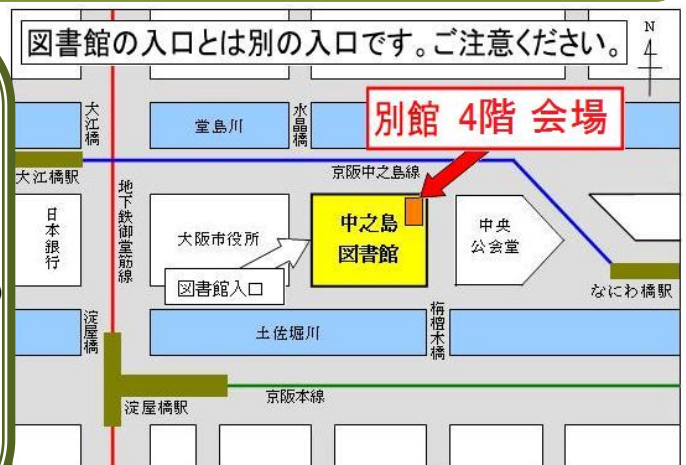 図書館の入口とは別の入口です。ご注意ください。
N
大江橋
堂島川
水晶橋
別館 4階 会場
大江橋駅
京阪中之島線
地下鉄御堂筋線
日本銀行
大阪市役所
中之島
図書館
中央
公会堂
図書館入口
なにわ橋駅
淀屋橋
土佐堀川
栴檀木橋
淀屋橋駅
京阪本線